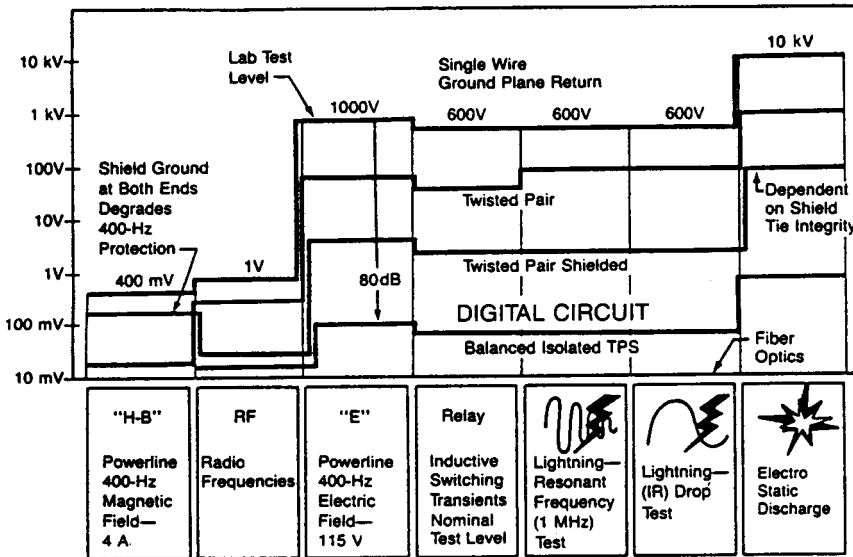 10 kV
1 kV
100V
10V
1V
100 mV
10 mV
Lab Test
Level
Single Wire
Ground Plane Return
10 kV
1000V
600V
600V
600V
Shield Ground
at Both Ends
Degrades
400-Hz
Protection
Twisted Pair
Dependent
on Shield
Tie Integrity
400 mV
1V
80dB
Twisted Pair Shielded
DIGITAL CIRCUIT
Balanced Isolated TPS
Fiber
Optics
"H-B"
Powerline
400-Hz
Magnetic
Field—
4 A
RF
Radio
Frequencies
"E"
Powerline
400-Hz
Electric
Field—
115 V
Relay
Inductive
Switching
Transients
Nominal
Test Level
Lightning—
Resonant
Frequency
(1 MHz)
Test
Lightning—
(IR) Drop
Test
Electro
Static
Discharge